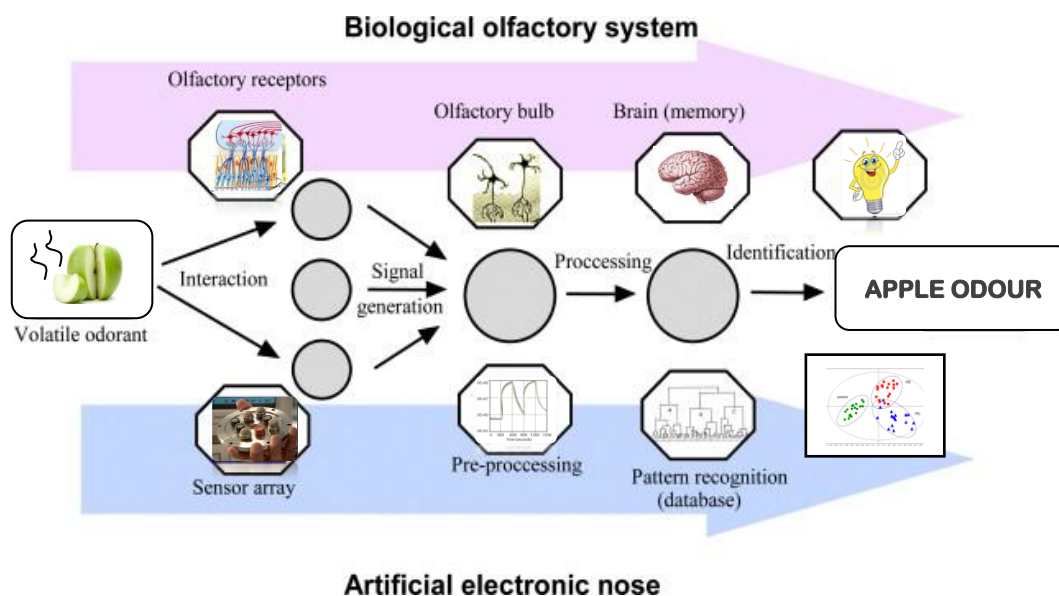 Biological olfactory system
Olfactory receptors
Olfactory bulb
Brain (memory)
Volatile odorant
Interaction
Signal
generation
Proccessing
Identification
APPLE ODOUR
Sensor array
Pre-proccessing
Pattern recognition
(database)
Artificial electronic nose